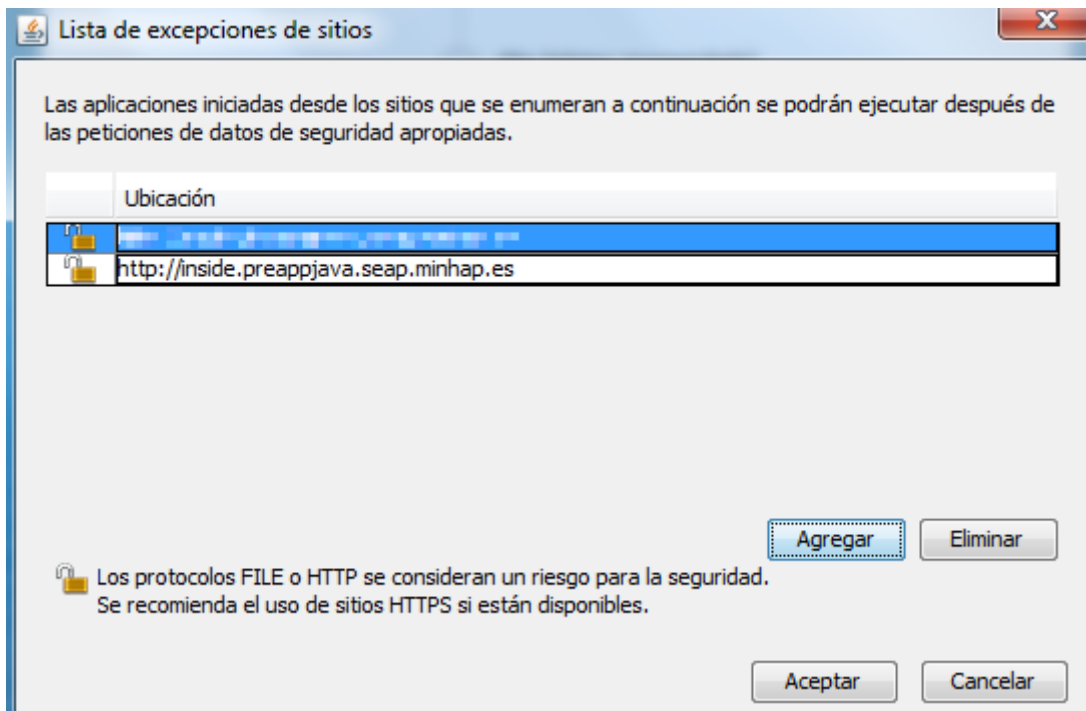 Lista de excepciones de sitios
Las aplicaciones iniciadas desde los sitios que se enumeran a continuación se podrán ejecutar después de
las peticiones de datos de seguridad apropiadas.
Ubicación
http://inside.preappjava.seap.minhap.es
Agregar
Eliminar
Los protocolos FILE o HTTP se consideran un riesgo para la seguridad.
Se recomienda el uso de sitios HTTPS si están disponibles.
Aceptar
Cancelar